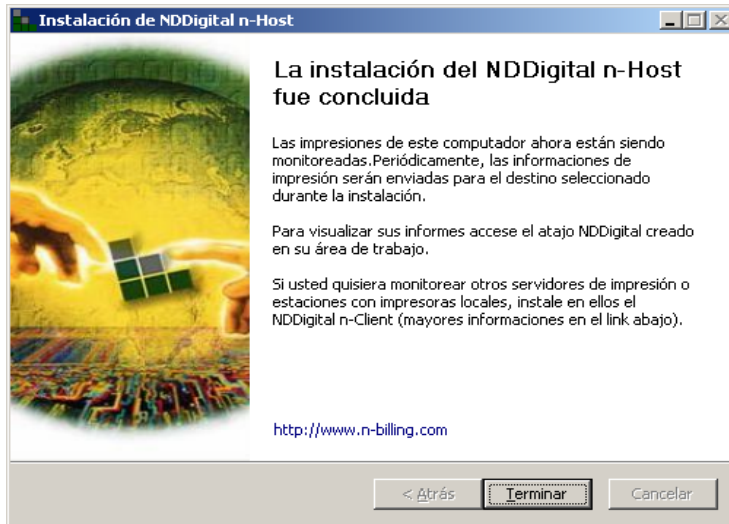 Instalación de NDDigital n-Host
La instalación del NDDigital n-Host
fue concluida
Las impresiones de este computador ahora están siendo
monitoreadas.Periódicamente, las informaciones de
impresión serán enviadas para el destino seleccionado
durante la instalación.
Para visualizar sus informes accese el atajo NDDigital creado
en su área de trabajo.
Si usted quisiera monitorear otros servidores de impresión o
estaciones con impresoras locales, instale en ellos el
NDDigital n-Client (mayores informaciones en el link abajo).
http://www.n-billing.com
< Atrás
Terminar
Cancelar